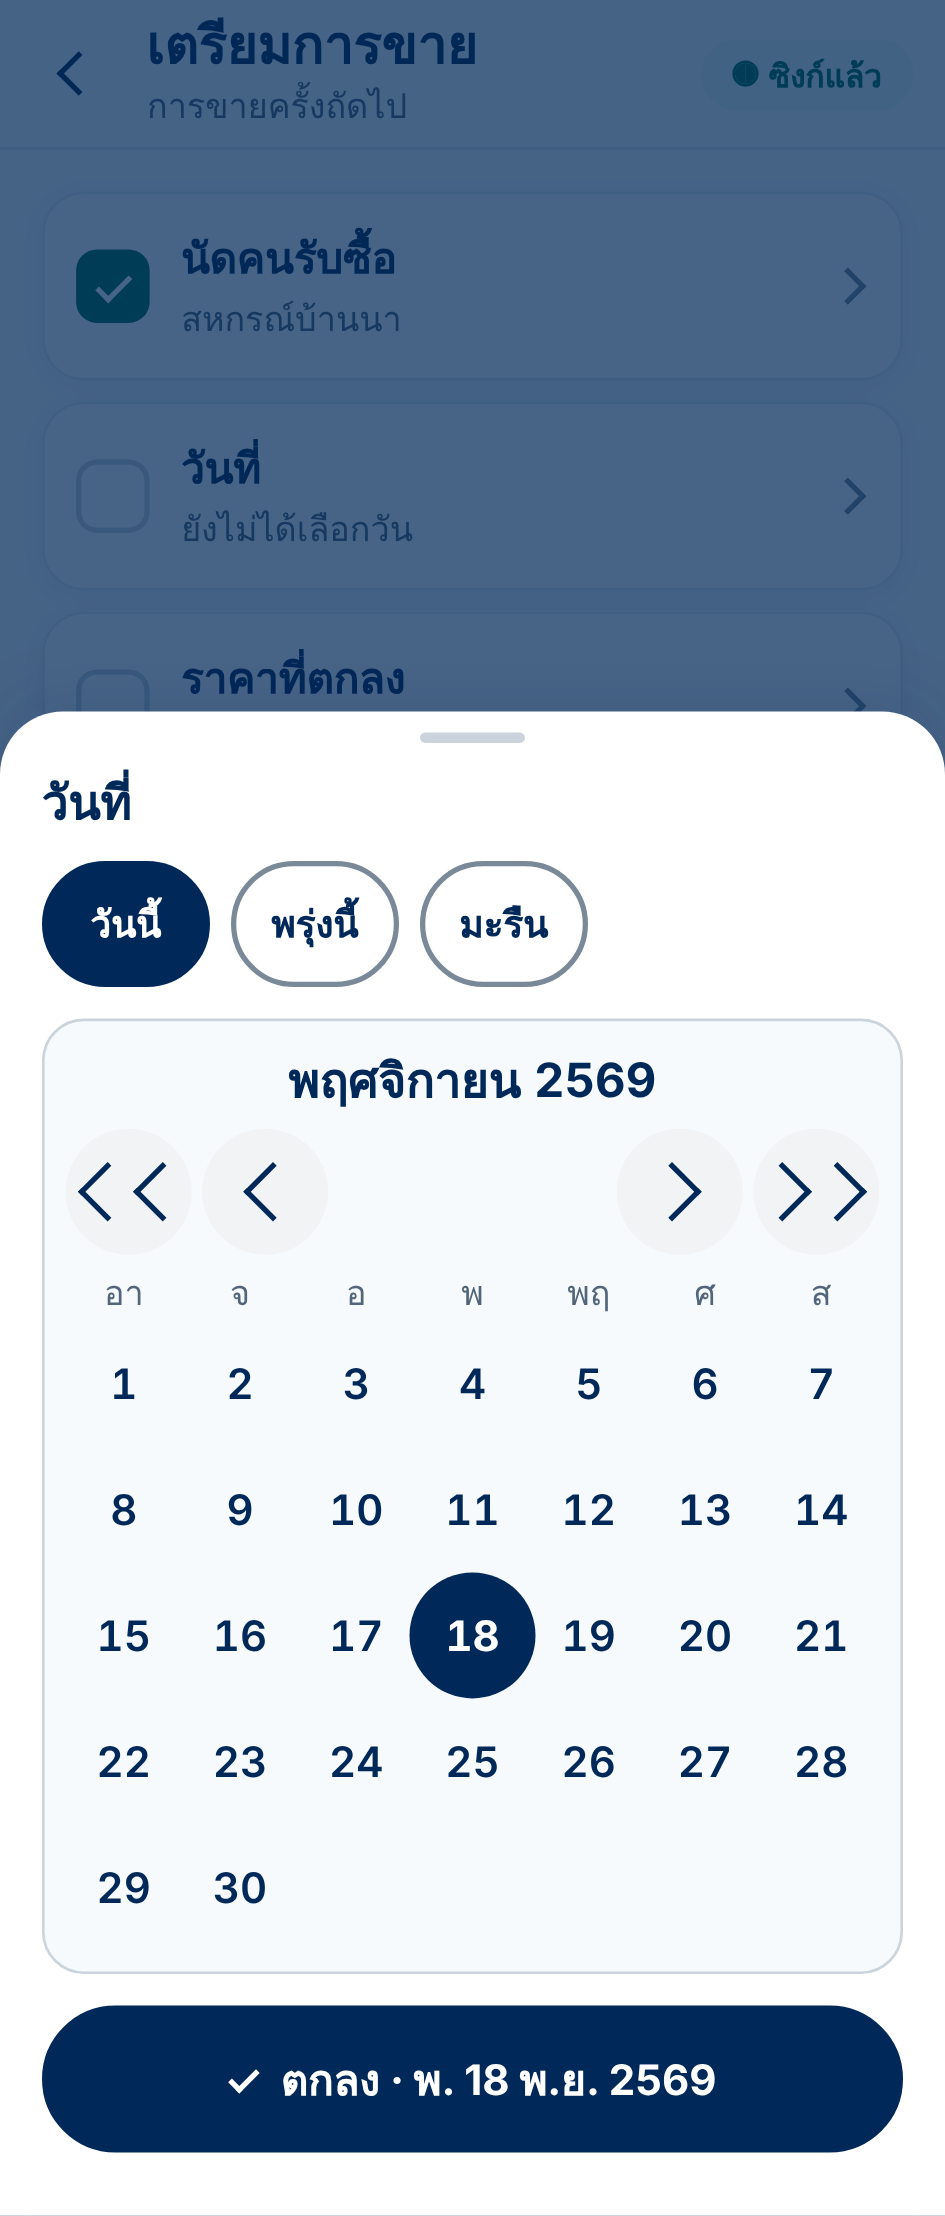 เตรียมการขาย
การขายครั้งถัดไป
ซิงก์แล้ว
นัดคนรับซื้อ
สหกรณ์บ้านนา
วันที่
ยังไม่ได้เลือกวัน
ราคาที่ตกลง
วันที่
วันนี้ พรุ่งนี้ มะรืน
พฤศจิกายน 2569
อา จ อ พ พฤ ศ ส
1 2 3 4 5 6 7
8 9 10 11 12 13 14
15 16 17 18 19 20 21
22 23 24 25 26 27 28
29 30
ตกลง · พ. 18 พ.ย. 2569